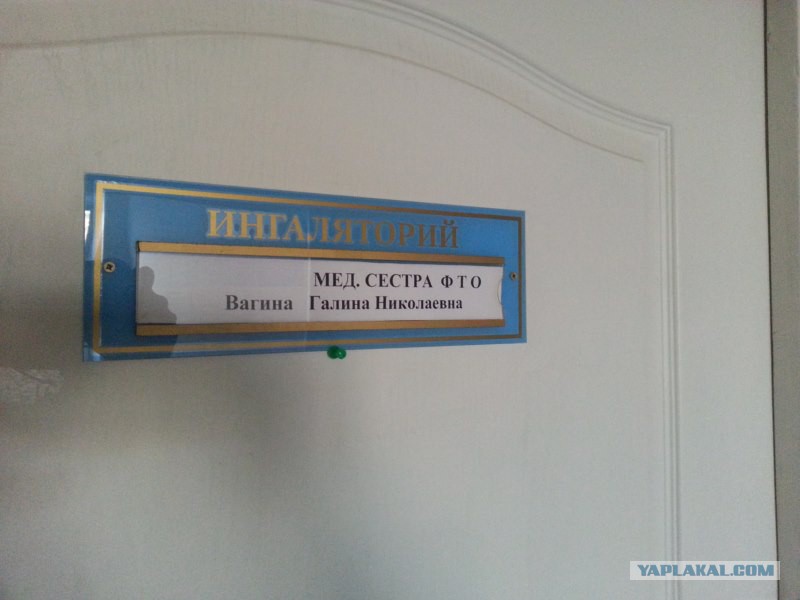 ИНГАЛЯТОРИЙ
МЕД. СЕСТРА Ф Т О
Вагина Галина Николаевна
YAPLAKAL.COM